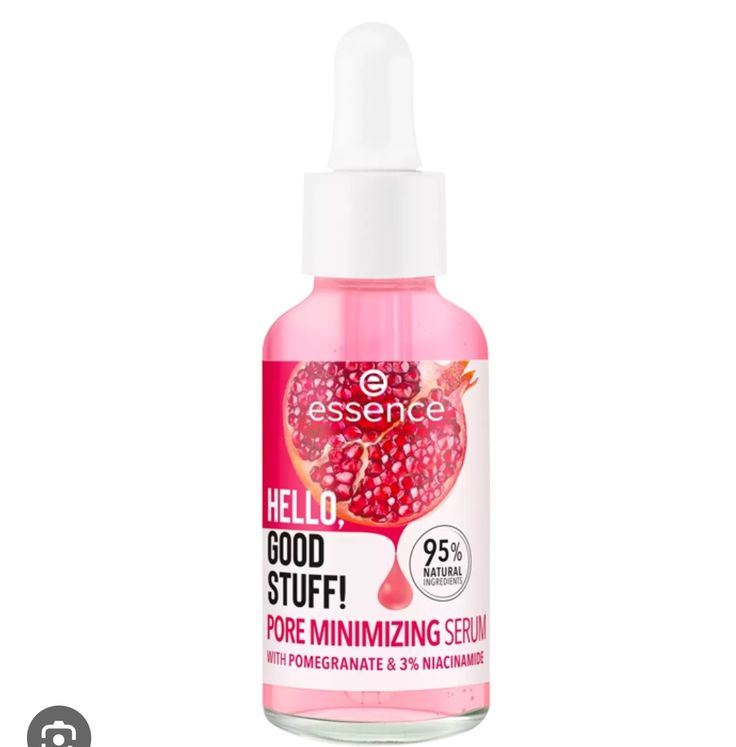 e
essence
HELLO,
GOOD
STUFF!
95%
NATURAL
INGREDIENTS
PORE MINIMIZING SERUM
WITH POMEGRANATE & 3% NIACINAMIDE